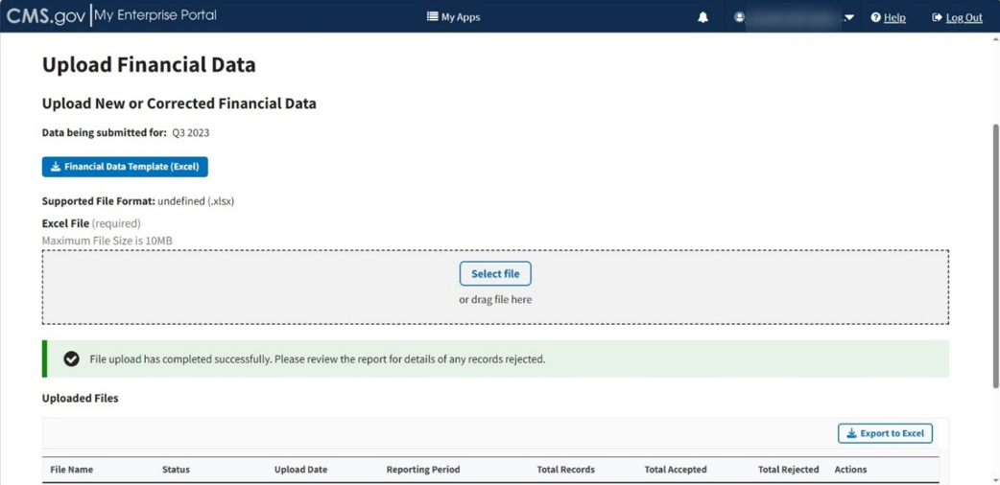 CMS.gov My Enterprise Portal My Apps Help Log Out
Upload Financial Data
Upload New or Corrected Financial Data
Data being submitted for: Q3 2023
Financial Data Template (Excel)
Supported File Format: undefined (.xlsx)
Excel File (required)
Maximum File Size is 10MB
Select file
or drag file here
File upload has completed successfully. Please review the report for details of any records rejected.
Uploaded Files
Export to Excel
File Name Status Upload Date Reporting Period Total Records Total Accepted Total Rejected Actions